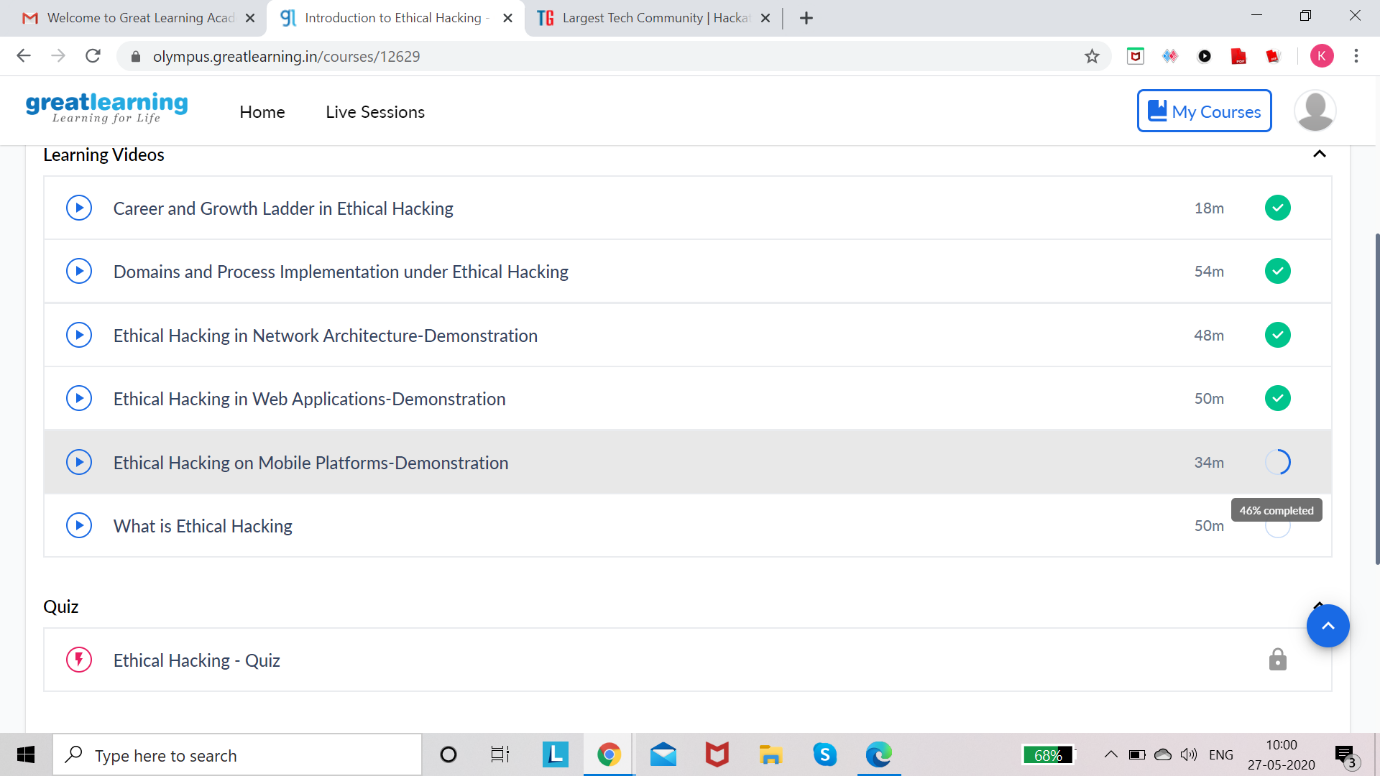 Welcome to Great Learning Acad
Introduction to Ethical Hacking -
TG Largest Tech Community | Hacka
olympus.greatlearning.in/courses/12629
K
greatlearning
Learning for Life
Home
Live Sessions
My Courses
Learning Videos
Career and Growth Ladder in Ethical Hacking 18m
Domains and Process Implementation under Ethical Hacking 54m
Ethical Hacking in Network Architecture-Demonstration 48m
Ethical Hacking in Web Applications-Demonstration 50m
Ethical Hacking on Mobile Platforms-Demonstration 34m
46% completed
What is Ethical Hacking 50m
Quiz
Ethical Hacking - Quiz
Type here to search
L
S
68%
ENG
10:00
27-05-2020
3